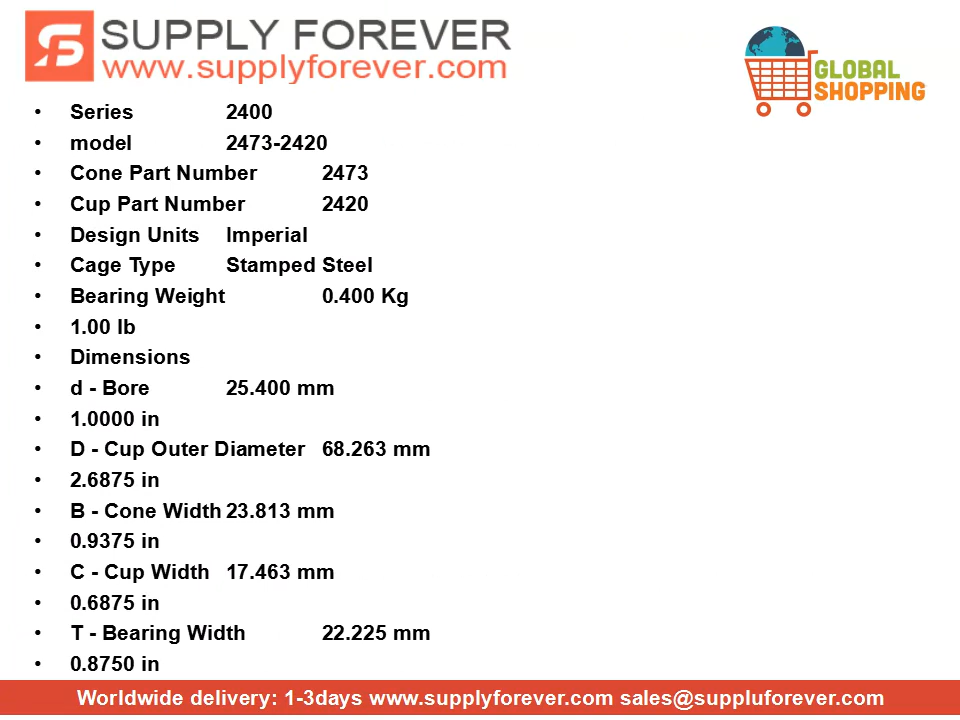 SUPPLY FOREVER
www.supplyforever.com
GLOBAL
SHOPPING
• Series 2400
• model 2473-2420
• Cone Part Number 2473
• Cup Part Number 2420
• Design Units Imperial
• Cage Type Stamped Steel
• Bearing Weight 0.400 Kg
• 1.00 lb
• Dimensions
• d - Bore 25.400 mm
• 1.0000 in
• D - Cup Outer Diameter 68.263 mm
• 2.6875 in
• B - Cone Width 23.813 mm
• 0.9375 in
• C - Cup Width 17.463 mm
• 0.6875 in
• T - Bearing Width 22.225 mm
• 0.8750 in
Worldwide delivery: 1-3days www.supplyforever.com sales@suppluforever.com